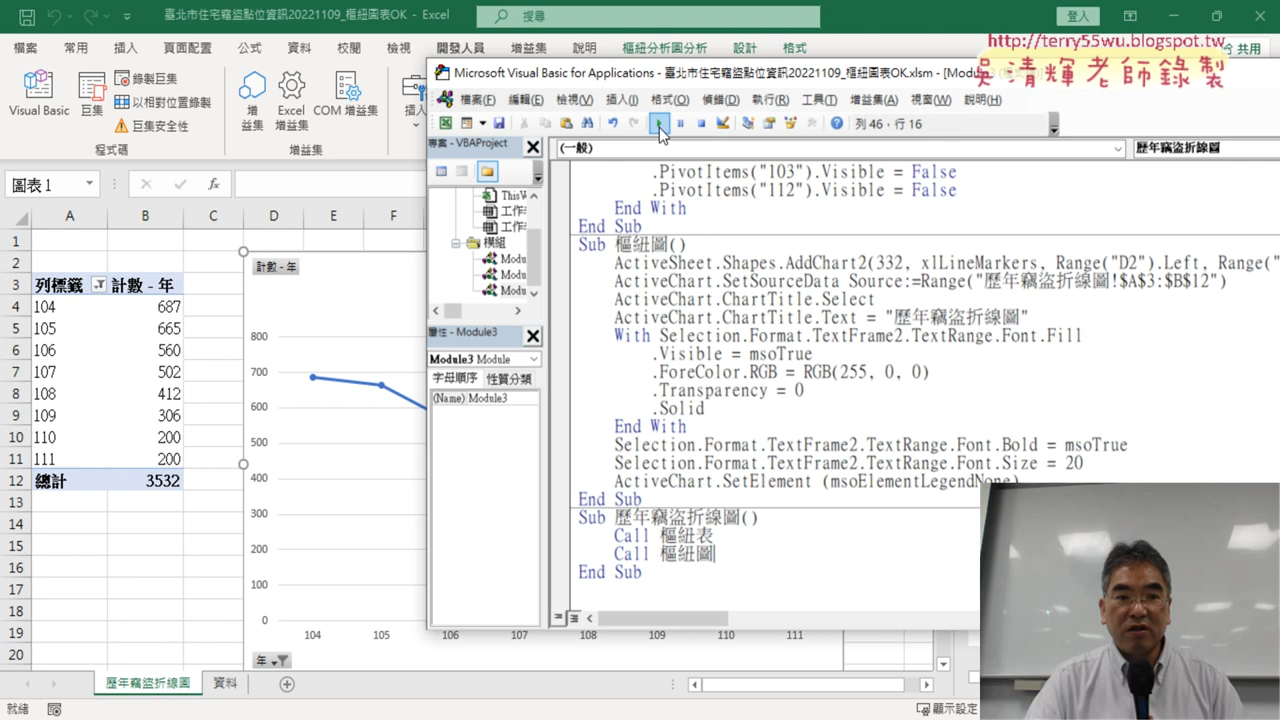 臺北市住宅竊盜點位資訊20221109_樞紐圖表OK - Excel
搜尋
登入
檔案 常用 插入 頁面配置 公式 資料 校閱 檢視 開發人員 增益集 說明 樞紐分析圖分析 設計 格式
共用
http://terry55wu.blogspot.tw
吳清輝老師錄製
Visual Basic
巨集
錄製巨集
以相對位置錄製
巨集安全性
程式碼
增益集
Excel 增益集
COM 增益集
增益集
插入
Microsoft Visual Basic for Applications - 臺北市住宅竊盜點位資訊20221109_樞紐圖表OK.xlsm - [Modu
檔案(F) 編輯(E) 檢視(V) 插入(I) 格式(O) 偵錯(D) 執行(R) 工具(T) 增益集(A) 視窗(W) 說明(H)
列 46，行 16
專案 - VBAProject
(一般)
歷年竊盜折線圖
ThisW
工作
工作
模組
Modu
Modu
Modu
屬性 - Module3
Module3 Module
字母順序 性質分類
(Name) Module3
.PivotItems("103").Visible = False
.PivotItems("112").Visible = False
End With
End Sub
Sub 樞紐圖()
ActiveSheet.Shapes.AddChart2(332, xlLineMarkers, Range("D2").Left, Range("
ActiveChart.SetSourceData Source:=Range("歷年竊盜折線圖!$A$3:$B$12")
ActiveChart.ChartTitle.Select
ActiveChart.ChartTitle.Text = "歷年竊盜折線圖"
With Selection.Format.TextFrame2.TextRange.Font.Fill
.Visible = msoTrue
.ForeColor.RGB = RGB(255, 0, 0)
.Transparency = 0
.Solid
End With
Selection.Format.TextFrame2.TextRange.Font.Bold = msoTrue
Selection.Format.TextFrame2.TextRange.Font.Size = 20
ActiveChart.SetElement (msoElementLegendNone)
End Sub
Sub 歷年竊盜折線圖()
Call 樞紐表
Call 樞紐圖
End Sub
圖表 1
fx
A B C D E F
1
2
3 列標籤 計數 - 年
4 104 687
5 105 665
6 106 560
7 107 502
8 108 412
9 109 306
10 110 200
11 111 200
12 總計 3532
13
14
15
16
17
18
19
20
計數 - 年
800
700
600
500
400
300
200
100
0
104 105 106 107 108 109 110 111
年
歷年竊盜折線圖 資料
就緒
顯示設定